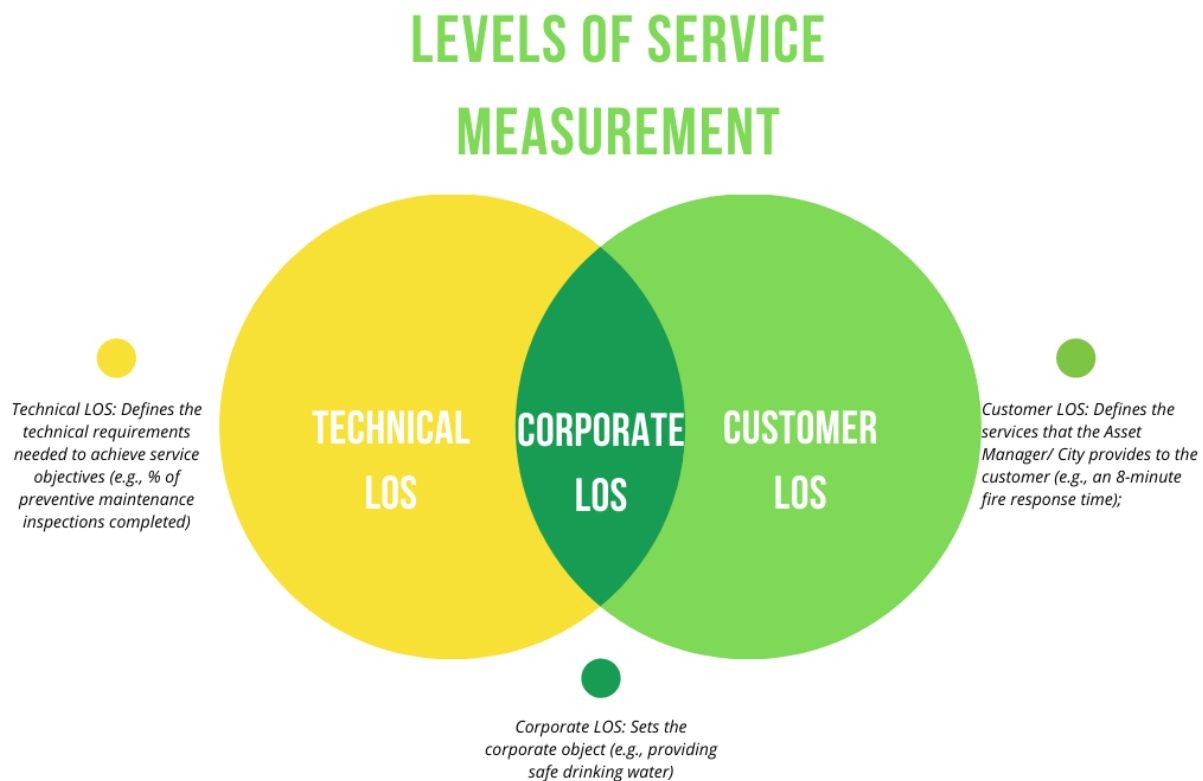 LEVELS OF SERVICE
MEASUREMENT
TECHNICAL
LOS
CORPORATE
LOS
CUSTOMER
LOS
Technical LOS: Defines the
technical requirements
needed to achieve service
objectives (e.g., % of
preventive maintenance
inspections completed)
Customer LOS: Defines the
services that the Asset
Manager/ City provides to the
customer (e.g., an 8-minute
fire response time);
Corporate LOS: Sets the
corporate object (e.g., providing
safe drinking water)